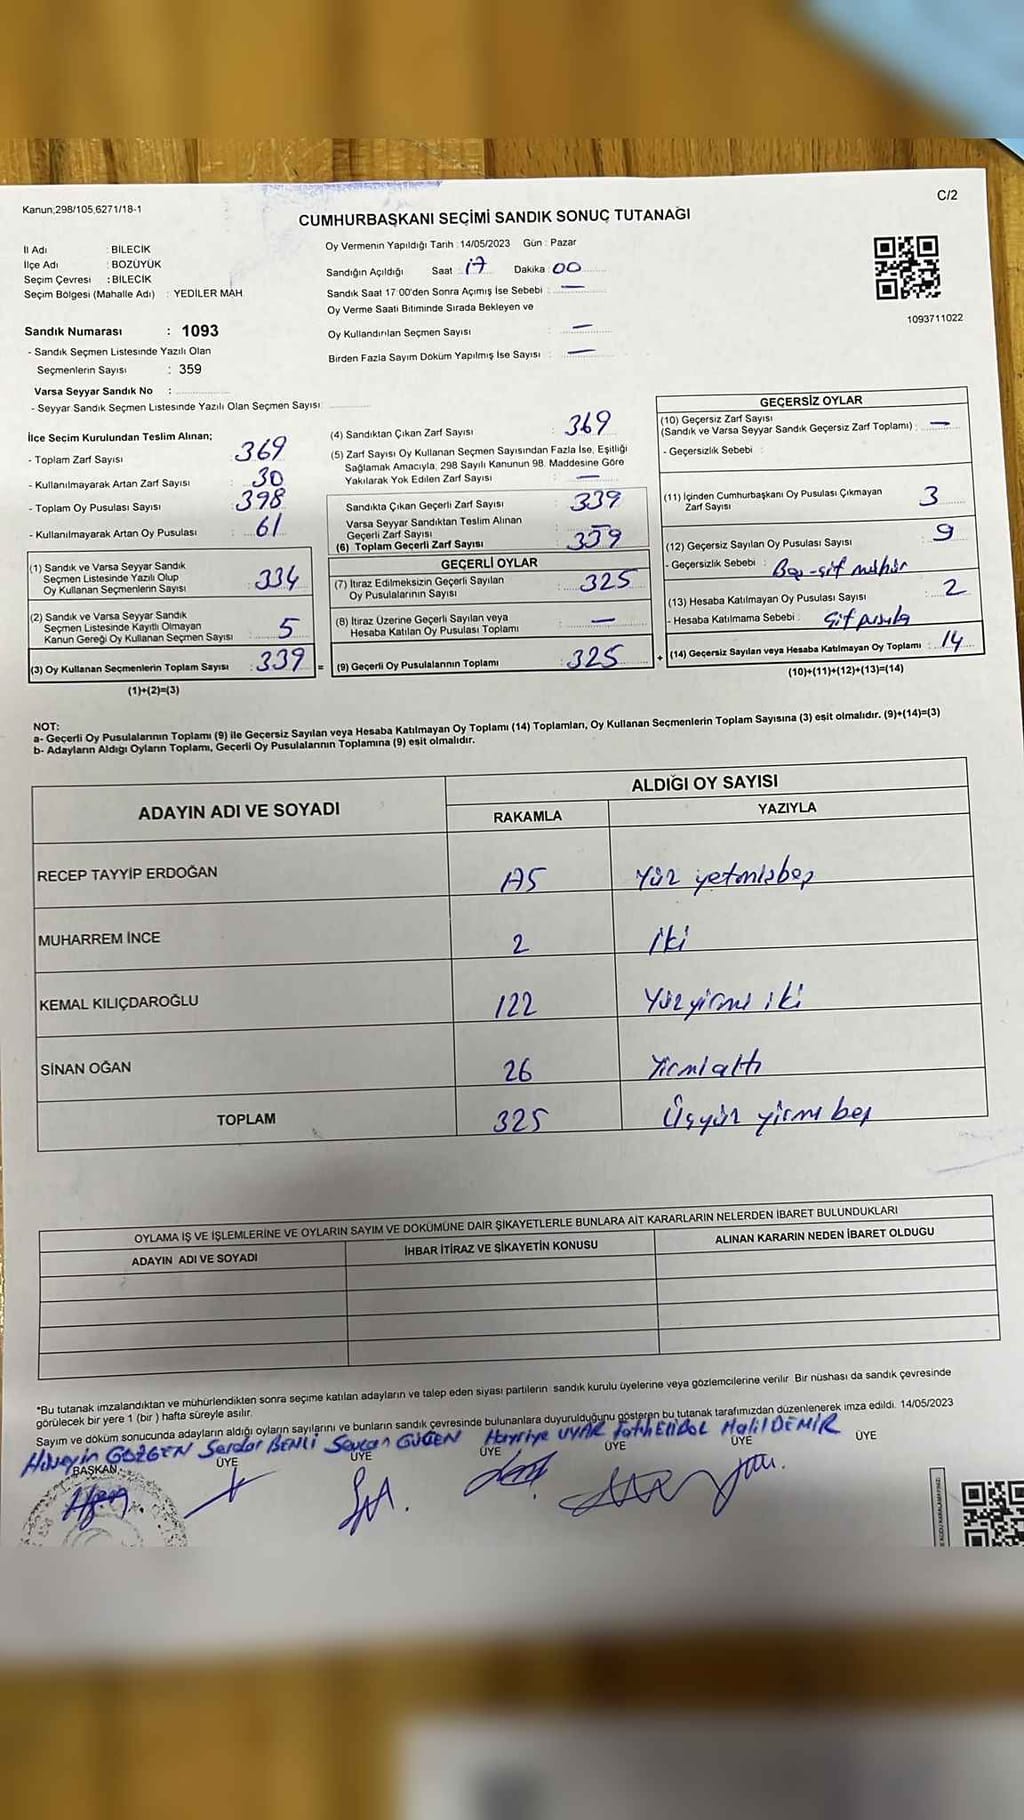 Kanun;298/105,6271/18-1
C/2
CUMHURBAŞKANI SEÇİMİ SANDIK SONUÇ TUTANAĞI
İl Adı : BİLECİK
İlçe Adı : BOZÜYÜK
Seçim Çevresi : BİLECİK
Seçim Bölgesi (Mahalle Adı) : YEDİLER MAH
Sandık Numarası : 1093
- Sandık Seçmen Listesinde Yazılı Olan
Seçmenlerin Sayısı : 359
Varsa Seyyar Sandık No :
- Seyyar Sandık Seçmen Listesinde Yazılı Olan Seçmen Sayısı:
Oy Vermenin Yapıldığı Tarih : 14/05/2023 Gün : Pazar
Sandığın Açıldığı Saat : 17 Dakika : 00
Sandık Saat 17 00'den Sonra Açımış İse Sebebi : —
Oy Verme Saati Bitiminde Sırada Bekleyen ve
Oy Kullandırılan Seçmen Sayısı : —
Birden Fazla Sayım Döküm Yapılmış İse Sayısı : —
1093711022
İlce Seçim Kurulundan Teslim Alınan;
- Toplam Zarf Sayısı : 369
- Kullanılmayarak Artan Zarf Sayısı : 30
- Toplam Oy Pusulası Sayısı : 398
- Kullanılmayarak Artan Oy Pusulası : 61
(1) Sandık ve Varsa Seyyar Sandık
Seçmen Listesinde Yazılı Olup
Oy Kullanan Seçmenlerin Sayısı : 334
(2) Sandık ve Varsa Seyyar Sandık
Seçmen Listesinde Kayıtlı Olmayan
Kanun Gereği Oy Kullanan Seçmen Sayısı : 5
(3) Oy Kullanan Seçmenlerin Toplam Sayısı : 339 =
(1)+(2)=(3)
(4) Sandıktan Çıkan Zarf Sayısı : 369
(5) Zarf Sayısı Oy Kullanan Seçmen Sayısından Fazla İse, Eşitliği
Sağlamak Amacıyla, 298 Sayılı Kanunun 98. Maddesine Göre
Yakılarak Yok Edilen Zarf Sayısı : —
Sandıkta Çıkan Geçerli Zarf Sayısı : 339
Varsa Seyyar Sandıktan Teslim Alınan
Geçerli Zarf Sayısı : —
(6) Toplam Geçerli Zarf Sayısı : 339
GEÇERLİ OYLAR
(7) İtiraz Edilmeksizin Geçerli Sayılan
Oy Pusulalarının Sayısı : 325
(8) İtiraz Üzerine Geçerli Sayılan veya
Hesaba Katılan Oy Pusulası Toplamı : —
(9) Geçerli Oy Pusulalarının Toplamı : 325 +
GEÇERSİZ OYLAR
(10) Geçersiz Zarf Sayısı
(Sandık ve Varsa Seyyar Sandık Geçersiz Zarf Toplamı) : —
- Geçersizlik Sebebi :
(11) İçinden Cumhurbaşkanı Oy Pusulası Çıkmayan
Zarf Sayısı : 3
(12) Geçersiz Sayılan Oy Pusulası Sayısı : 9
- Geçersizlik Sebebi : Boş-çift mühür
(13) Hesaba Katılmayan Oy Pusulası Sayısı : 2
- Hesaba Katılmama Sebebi : çift pusula
(14) Geçersiz Sayılan veya Hesaba Katılmayan Oy Toplamı : 14
(10)+(11)+(12)+(13)=(14)
NOT:
a- Geçerli Oy Pusulalarının Toplamı (9) ile Geçersiz Sayılan veya Hesaba Katılmayan Oy Toplamı (14) Toplamları, Oy Kullanan Seçmenlerin Toplam Sayısına (3) eşit olmalıdır. (9)+(14)=(3)
b- Adayların Aldığı Oyların Toplamı, Geçerli Oy Pusulalarının Toplamına (9) eşit olmalıdır.
ADAYIN ADI VE SOYADI ALDIĞI OY SAYISI
RAKAMLA YAZIYLA
RECEP TAYYİP ERDOĞAN 175 Yüz yetmişbeş
MUHARREM İNCE 2 iki
KEMAL KILIÇDAROĞLU 122 Yüzyirmi iki
SİNAN OĞAN 26 Yirmialtı
TOPLAM 325 Üçyüz yirmi beş
OYLAMA İŞ VE İŞLEMLERİNE VE OYLARIN SAYIM VE DÖKÜMÜNE DAİR ŞİKAYETLERLE BUNLARA AİT KARARLARIN NELERDEN İBARET BULUNDUKLARI
ADAYIN ADI VE SOYADI İHBAR İTİRAZ VE ŞİKAYETİN KONUSU ALINAN KARARIN NEDEN İBARET OLDUGU
*Bu tutanak imzalandıktan ve mühürlendikten sonra seçime katılan adayların ve talep eden siyası partilerin sandık kurulu üyelerine veya gözlemcilerine verilir Bir nüshası da sandık çevresinde
görülecek bir yere 1 (bir ) hafta süreyle asılır.
Sayım ve döküm sonucunda adayların aldığı oyların sayılarını ve bunların sandık çevresinde bulunanlara duyurulduğunu gösteren bu tutanak tarafımızdan düzenlenerek imza edildi. 14/05/2023
Hüseyin GÖZGEN Serdar BENLİ Sevcan GÜÇEN Hayriye UYAR Fatih ELİBOL Halil DEMİR
BAŞKAN ÜYE ÜYE ÜYE ÜYE ÜYE ÜYE